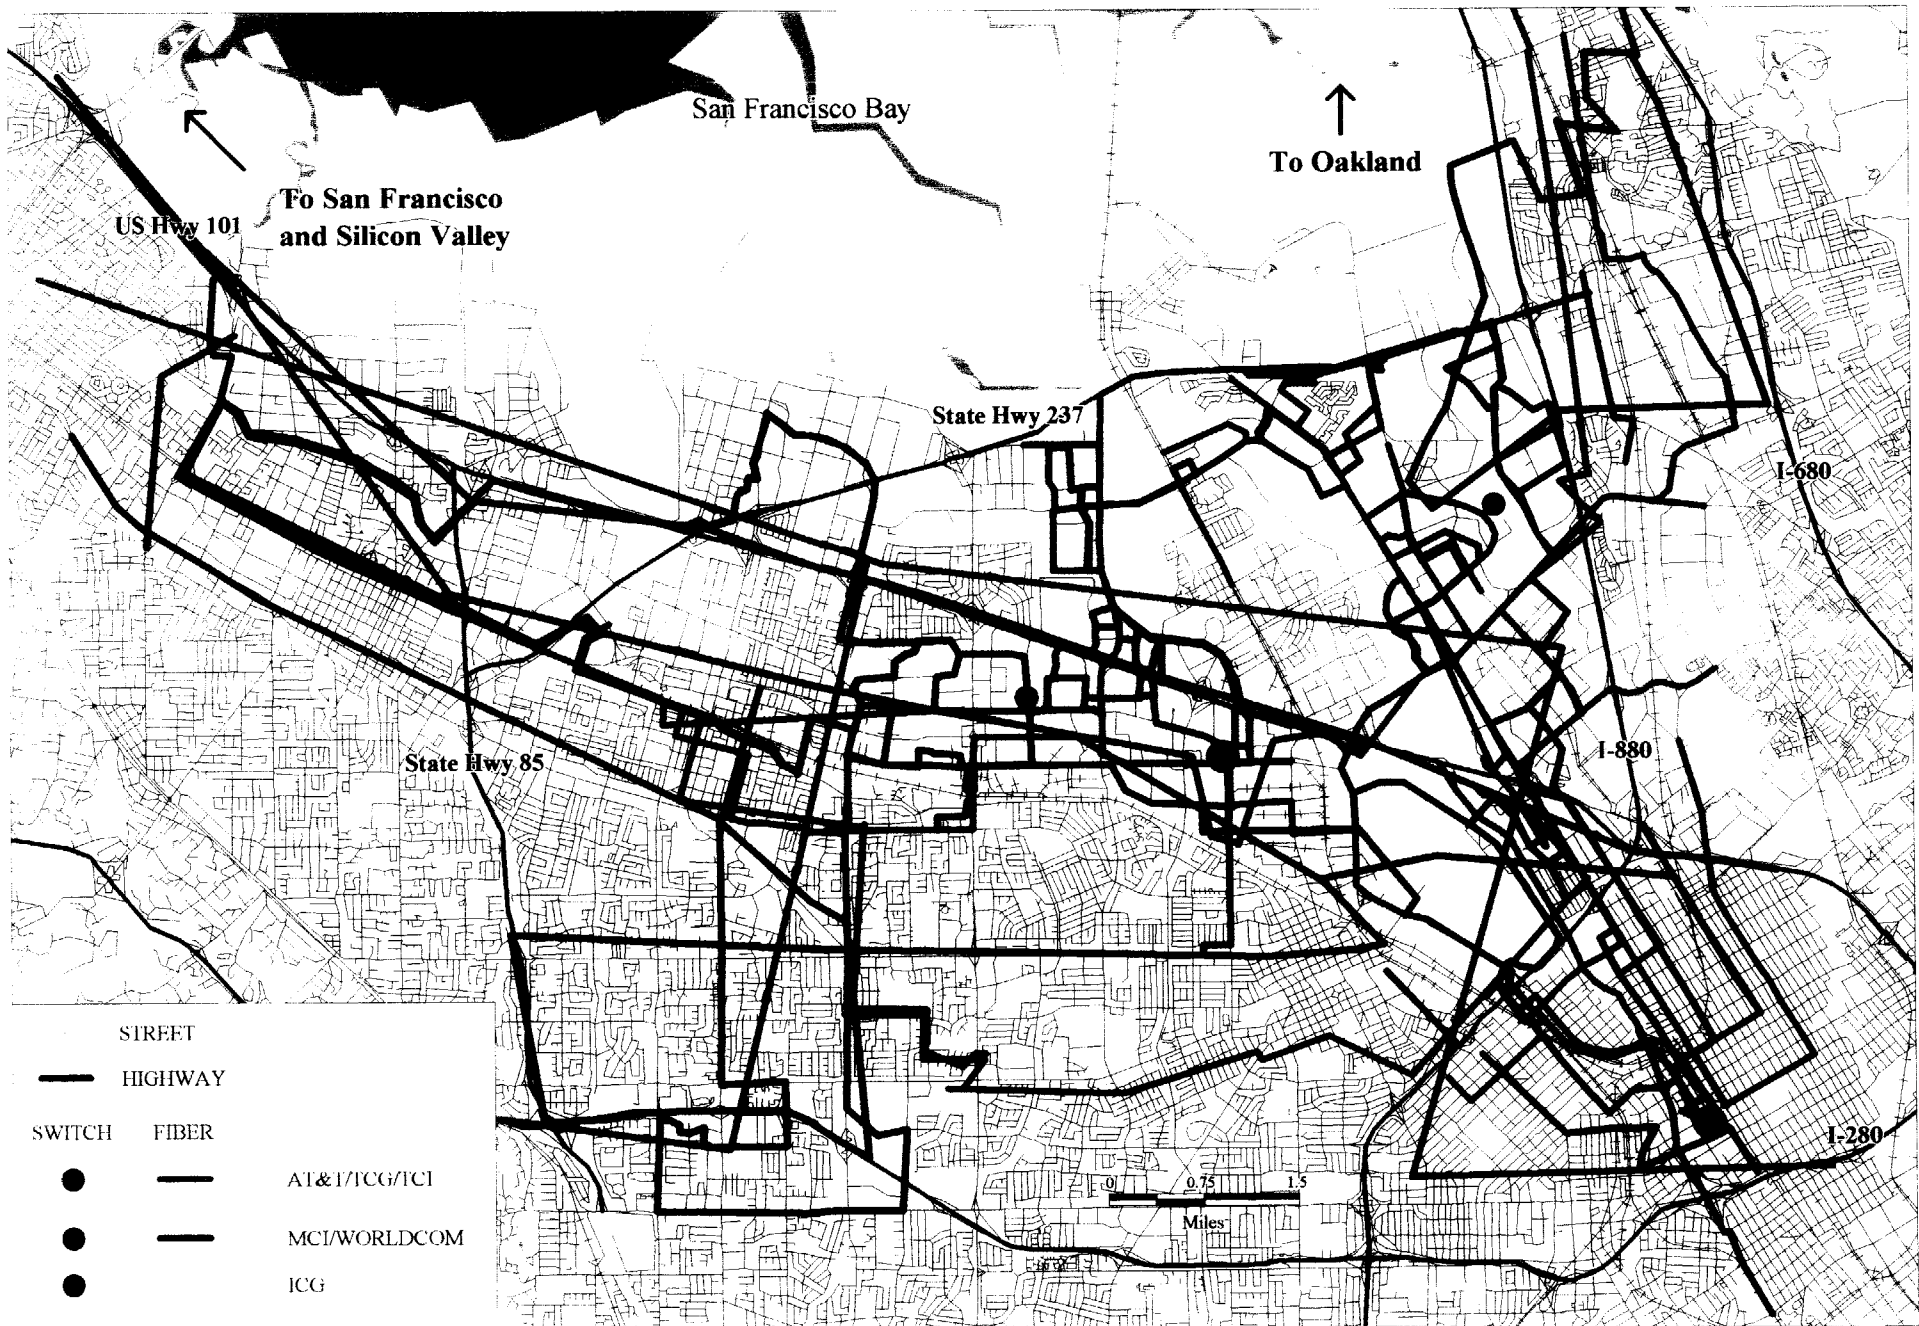 San Francisco Bay
To Oakland
To San Francisco
and Silicon Valley
US Hwy 101
State Hwy 237
I-680
State Hwy 85
I-880
I-280
STREET
HIGHWAY
SWITCH FIBER
AT&T/TCG/TCI
MCI/WORLDCOM
ICG
0 0.75 1.5
Miles